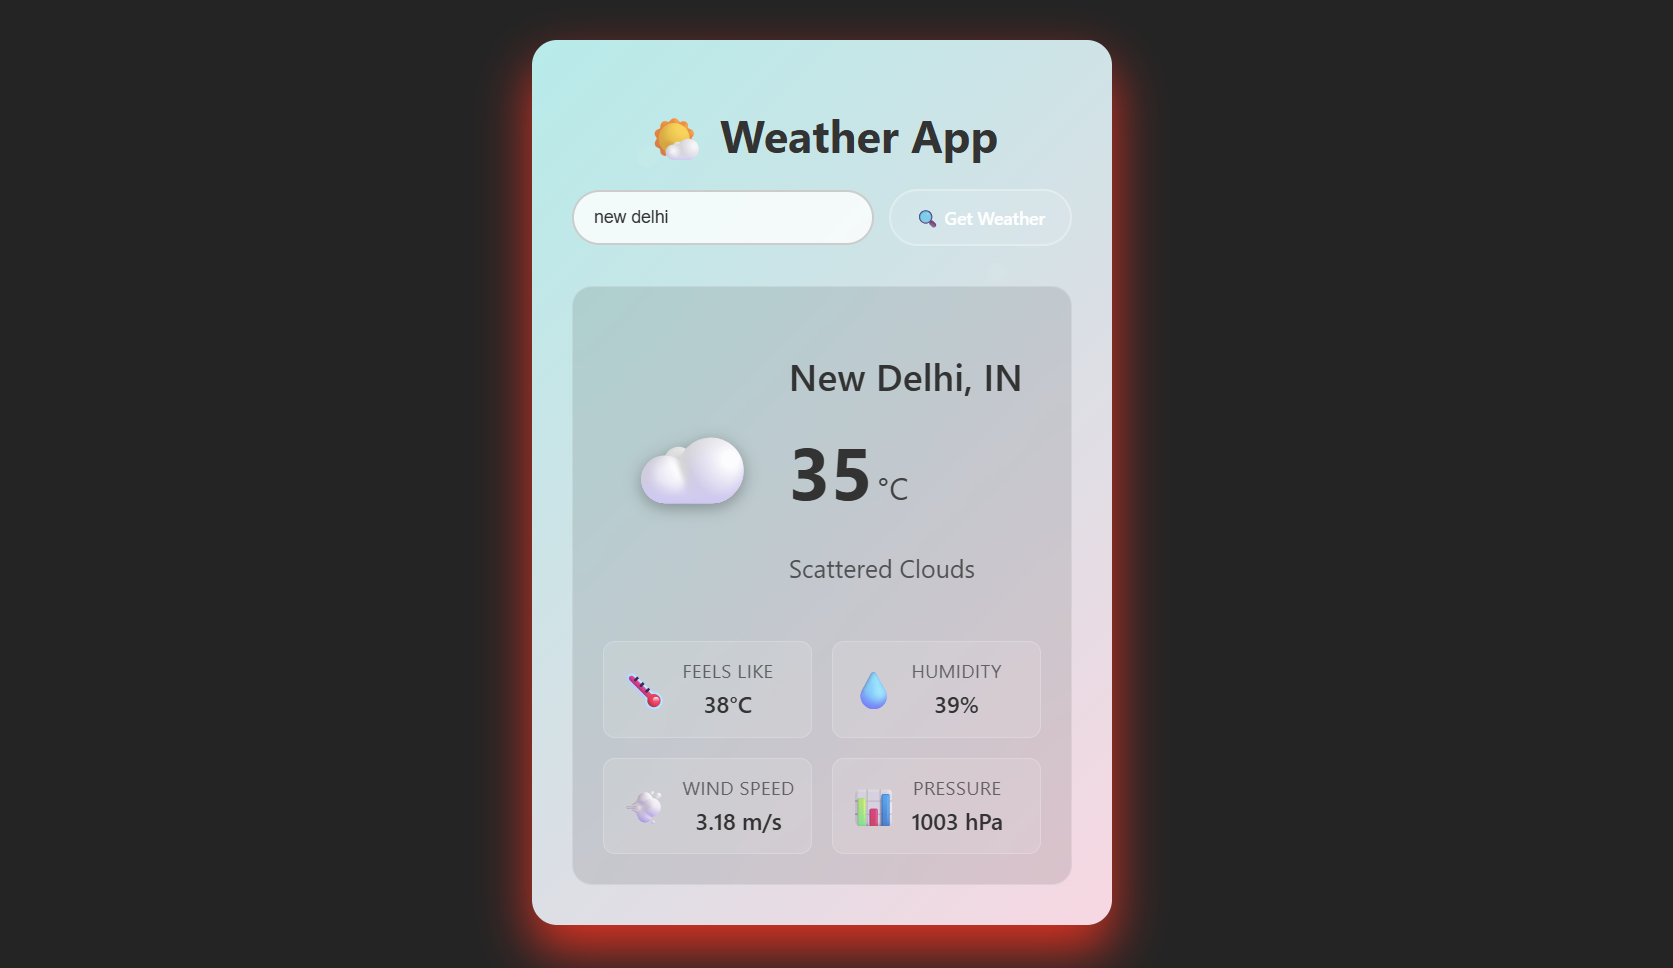 Weather App
new delhi
Get Weather
New Delhi, IN
35 °C
Scattered Clouds
FEELS LIKE
38°C
HUMIDITY
39%
WIND SPEED
3.18 m/s
PRESSURE
1003 hPa